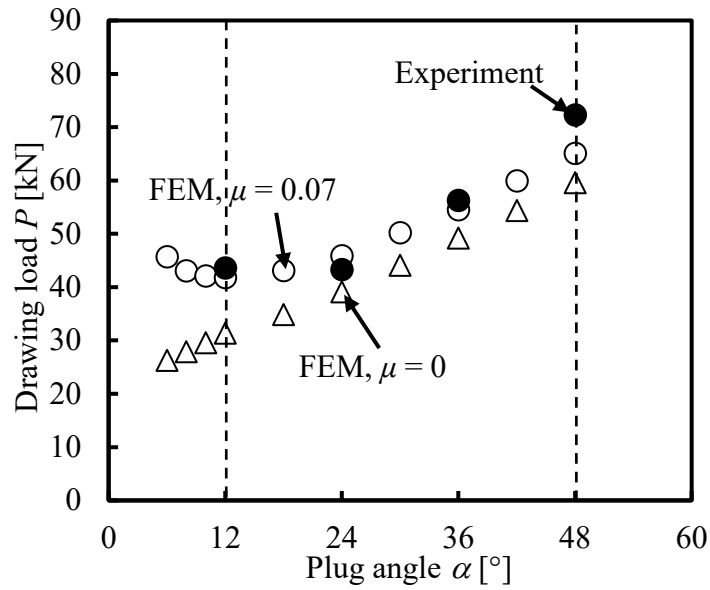 90
80
70
60
50
40
30
20
10
0
Drawing load P [kN]
Experiment
FEM, μ = 0.07
FEM, μ = 0
0 12 24 36 48 60
Plug angle α [°]